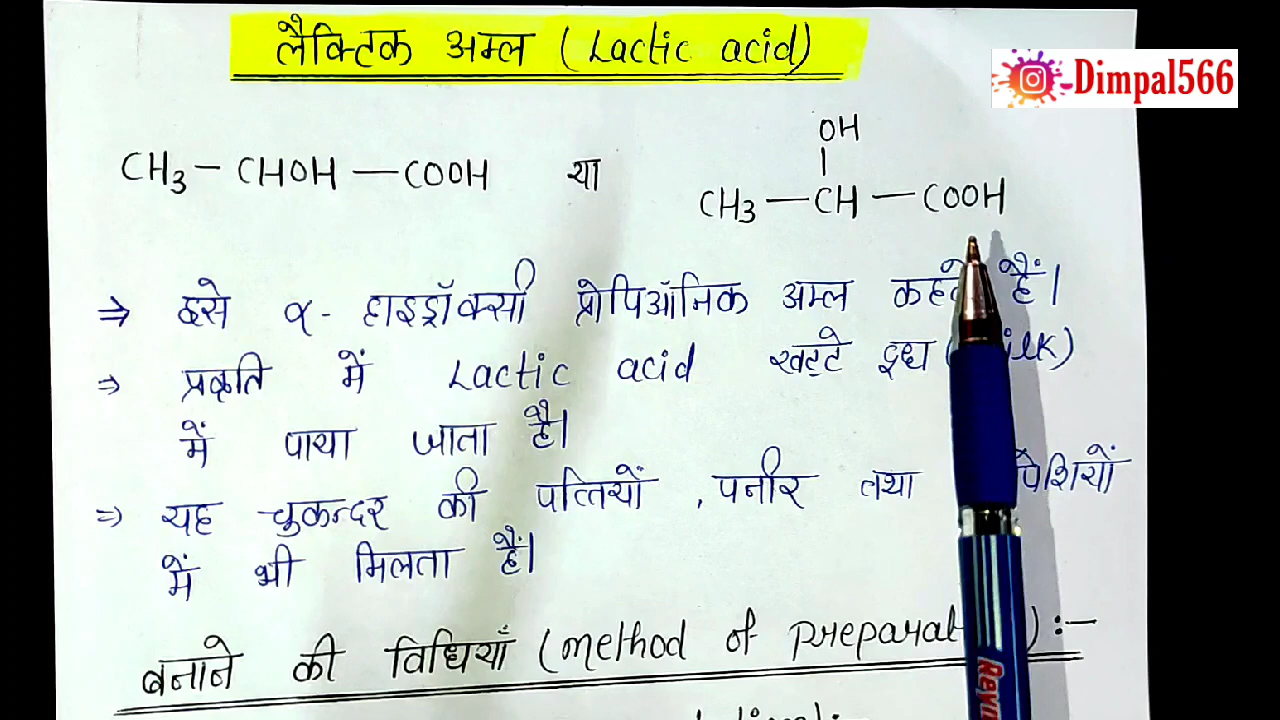 लैक्टिक अम्ल (Lactic acid)
-Dimpal566
OH
CH3 — CHOH — COOH या CH3 — CH — COOH
⇒ इसे α- हाइड्रॉक्सी प्रोपिऑनिक अम्ल कहते हैं।
⇒ प्रकृति में Lactic acid खट्टे दूध
में पाया जाता है।
⇒ यह चुकन्दर की पत्तियों , पनीर तथा पेशियों
में भी मिलता हैं।
बनाने की विधियाँ (method of